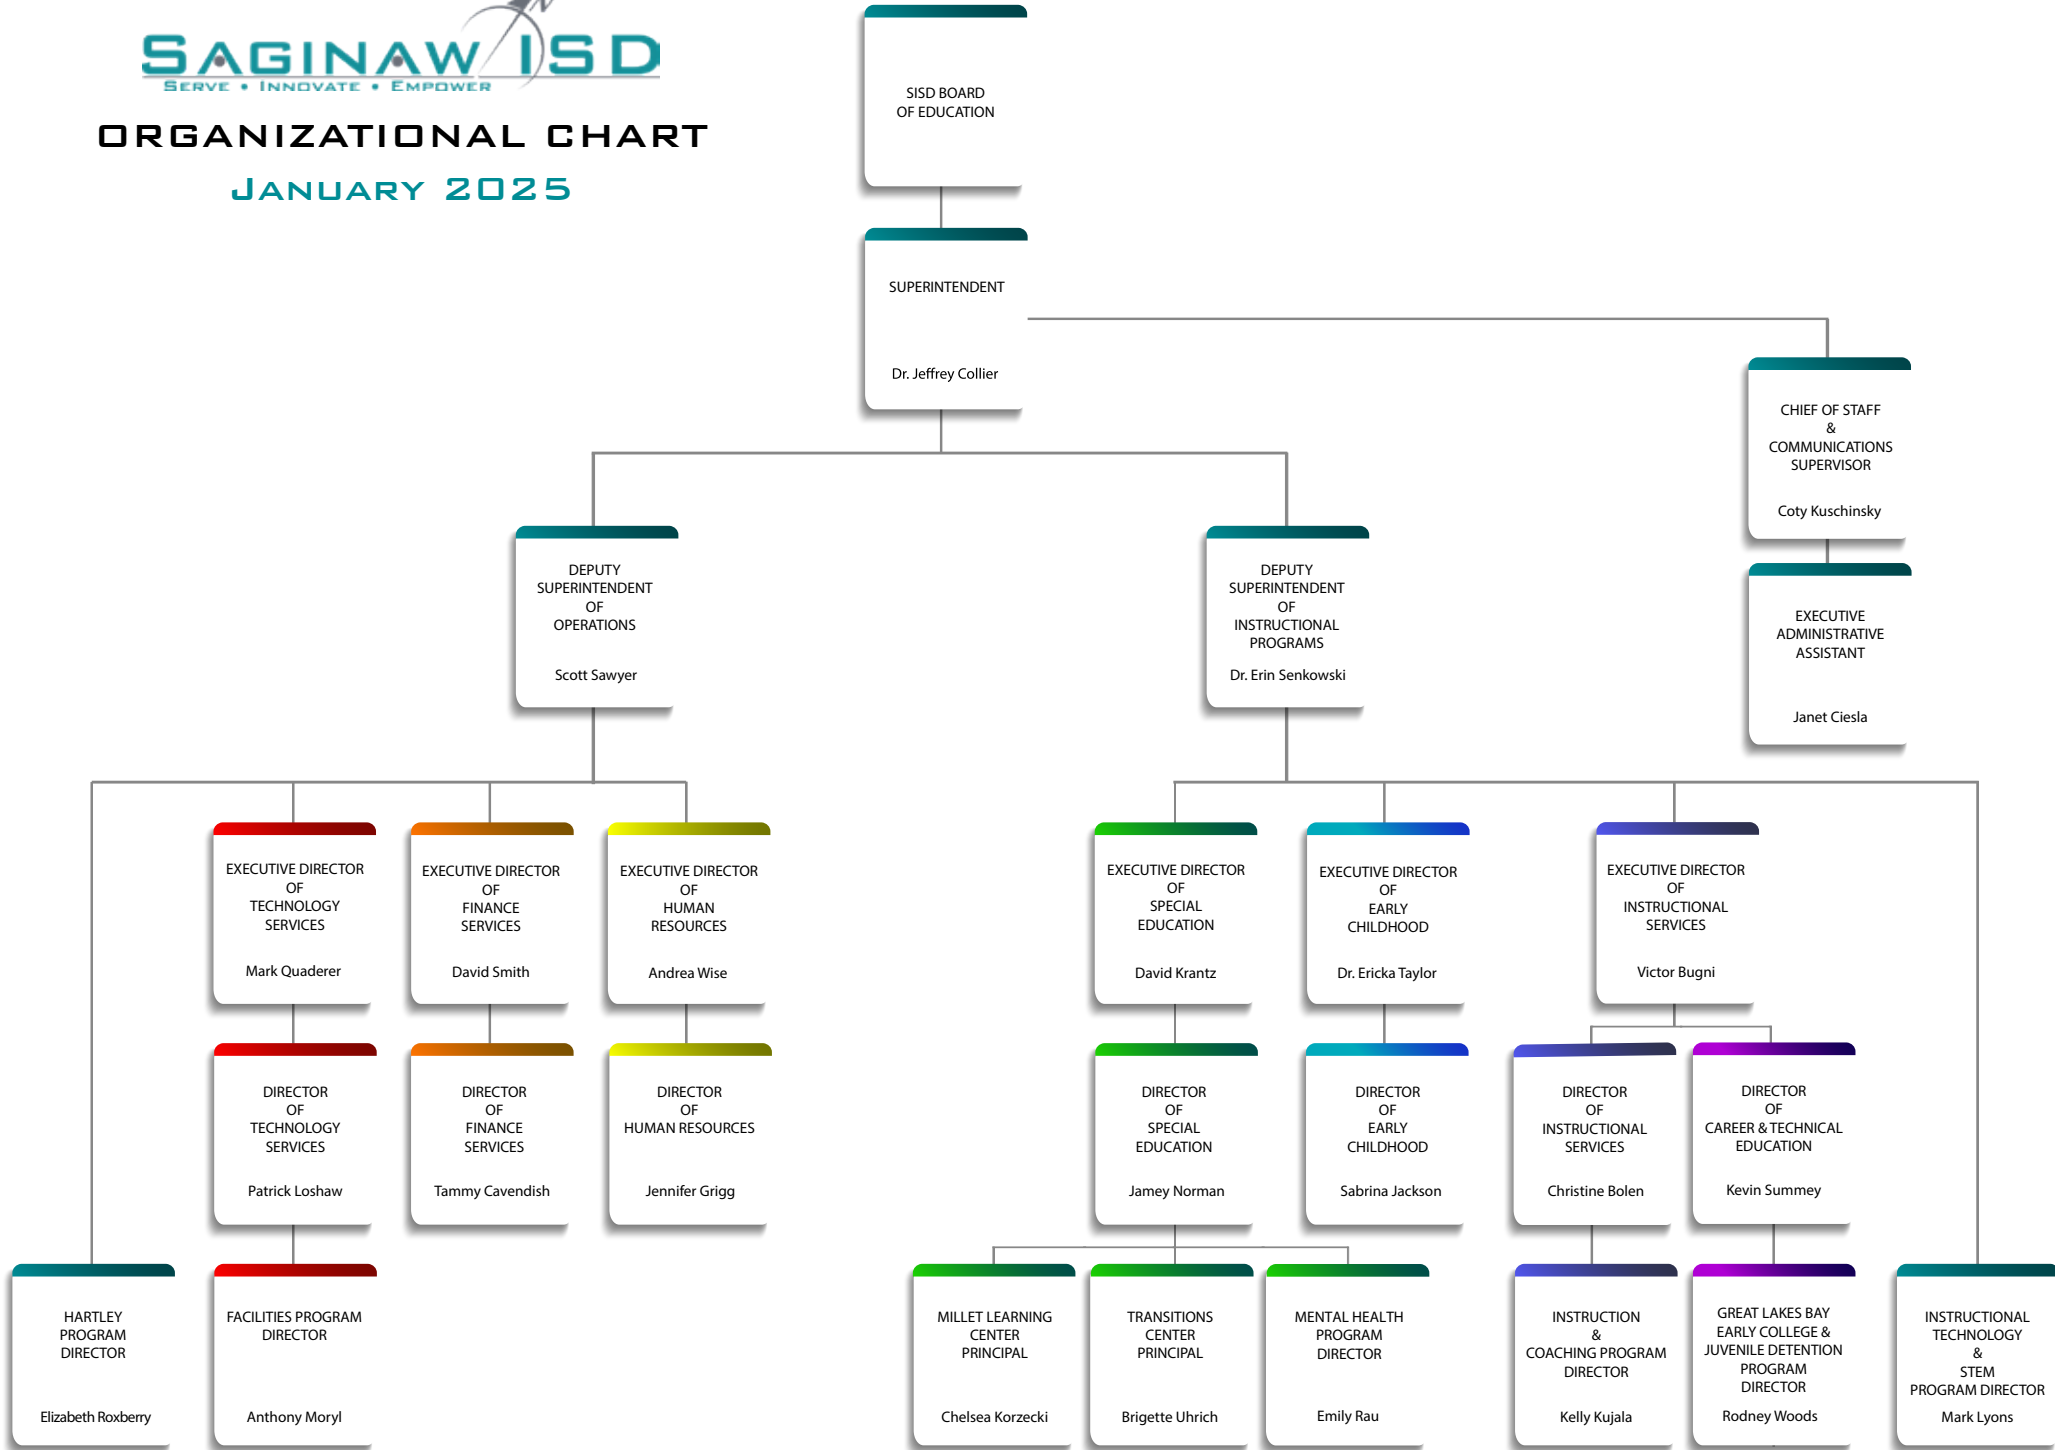 SAGINAW ISD
SERVE • INNOVATE • EMPOWER
ORGANIZATIONAL CHART
JANUARY 2025
SISD BOARD
OF EDUCATION
SUPERINTENDENT
Dr. Jeffrey Collier
CHIEF OF STAFF
&
COMMUNICATIONS
SUPERVISOR
Coty Kuschinsky
EXECUTIVE
ADMINISTRATIVE
ASSISTANT
Janet Ciesla
DEPUTY
SUPERINTENDENT
OF
OPERATIONS
Scott Sawyer
DEPUTY
SUPERINTENDENT
OF
INSTRUCTIONAL
PROGRAMS
Dr. Erin Senkowski
EXECUTIVE DIRECTOR
OF
TECHNOLOGY
SERVICES
Mark Quaderer
EXECUTIVE DIRECTOR
OF
FINANCE
SERVICES
David Smith
EXECUTIVE DIRECTOR
OF
HUMAN
RESOURCES
Andrea Wise
EXECUTIVE DIRECTOR
OF
SPECIAL
EDUCATION
David Krantz
EXECUTIVE DIRECTOR
OF
EARLY
CHILDHOOD
Dr. Ericka Taylor
EXECUTIVE DIRECTOR
OF
INSTRUCTIONAL
SERVICES
Victor Bugni
DIRECTOR
OF
TECHNOLOGY
SERVICES
Patrick Loshaw
DIRECTOR
OF
FINANCE
SERVICES
Tammy Cavendish
DIRECTOR
OF
HUMAN RESOURCES
Jennifer Grigg
DIRECTOR
OF
SPECIAL
EDUCATION
Jamey Norman
DIRECTOR
OF
EARLY
CHILDHOOD
Sabrina Jackson
DIRECTOR
OF
INSTRUCTIONAL
SERVICES
Christine Bolen
DIRECTOR
OF
CAREER & TECHNICAL
EDUCATION
Kevin Summey
HARTLEY
PROGRAM
DIRECTOR
Elizabeth Roxberry
FACILITIES PROGRAM
DIRECTOR
Anthony Moryl
MILLET LEARNING
CENTER
PRINCIPAL
Chelsea Korzecki
TRANSITIONS
CENTER
PRINCIPAL
Brigette Uhrich
MENTAL HEALTH
PROGRAM
DIRECTOR
Emily Rau
INSTRUCTION
&
COACHING PROGRAM
DIRECTOR
Kelly Kujala
GREAT LAKES BAY
EARLY COLLEGE &
JUVENILE DETENTION
PROGRAM
DIRECTOR
Rodney Woods
INSTRUCTIONAL
TECHNOLOGY
&
STEM
PROGRAM DIRECTOR
Mark Lyons